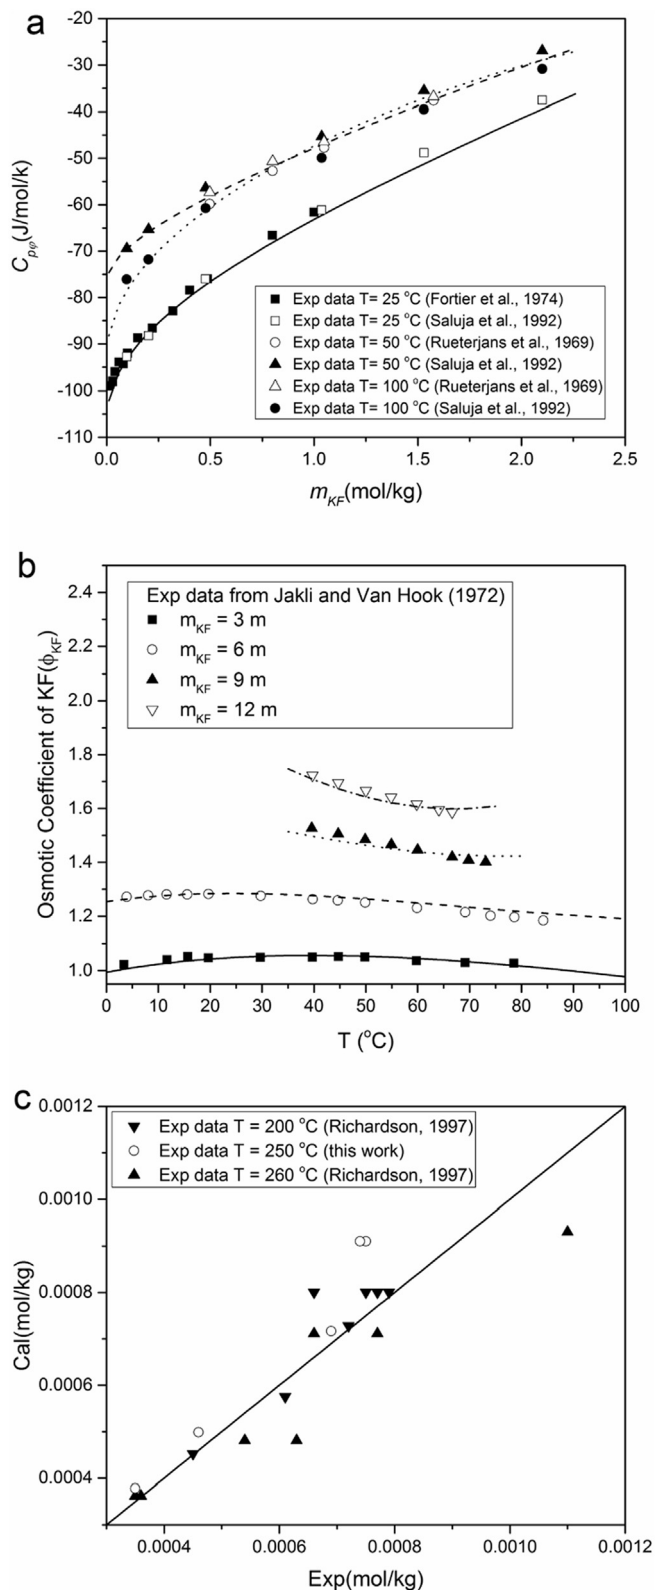 a
-20
-30
-40
-50
-60
-70
-80
-90
-100
-110
C_pφ(J/mol/k)
Exp data T= 25 °C (Fortier et al., 1974)
Exp data T= 25 °C (Saluja et al., 1992)
Exp data T= 50 °C (Rueterjans et al., 1969)
Exp data T= 50 °C (Saluja et al., 1992)
Exp data T= 100 °C (Rueterjans et al., 1969)
Exp data T= 100 °C (Saluja et al., 1992)
0.0 0.5 1.0 1.5 2.0 2.5
m_KF(mol/kg)
b
2.4
2.2
2.0
1.8
1.6
1.4
1.2
1.0
Osmotic Coefficient of KF(ϕ_KF)
Exp data from Jakli and Van Hook (1972)
m_KF = 3 m
m_KF = 6 m
m_KF = 9 m
m_KF = 12 m
0 10 20 30 40 50 60 70 80 90 100
T (°C)
c
0.0012
0.0010
0.0008
0.0006
0.0004
Cal(mol/kg)
Exp data T = 200 °C (Richardson, 1997)
Exp data T = 250 °C (this work)
Exp data T = 260 °C (Richardson, 1997)
0.0004 0.0006 0.0008 0.0010 0.0012
Exp(mol/kg)